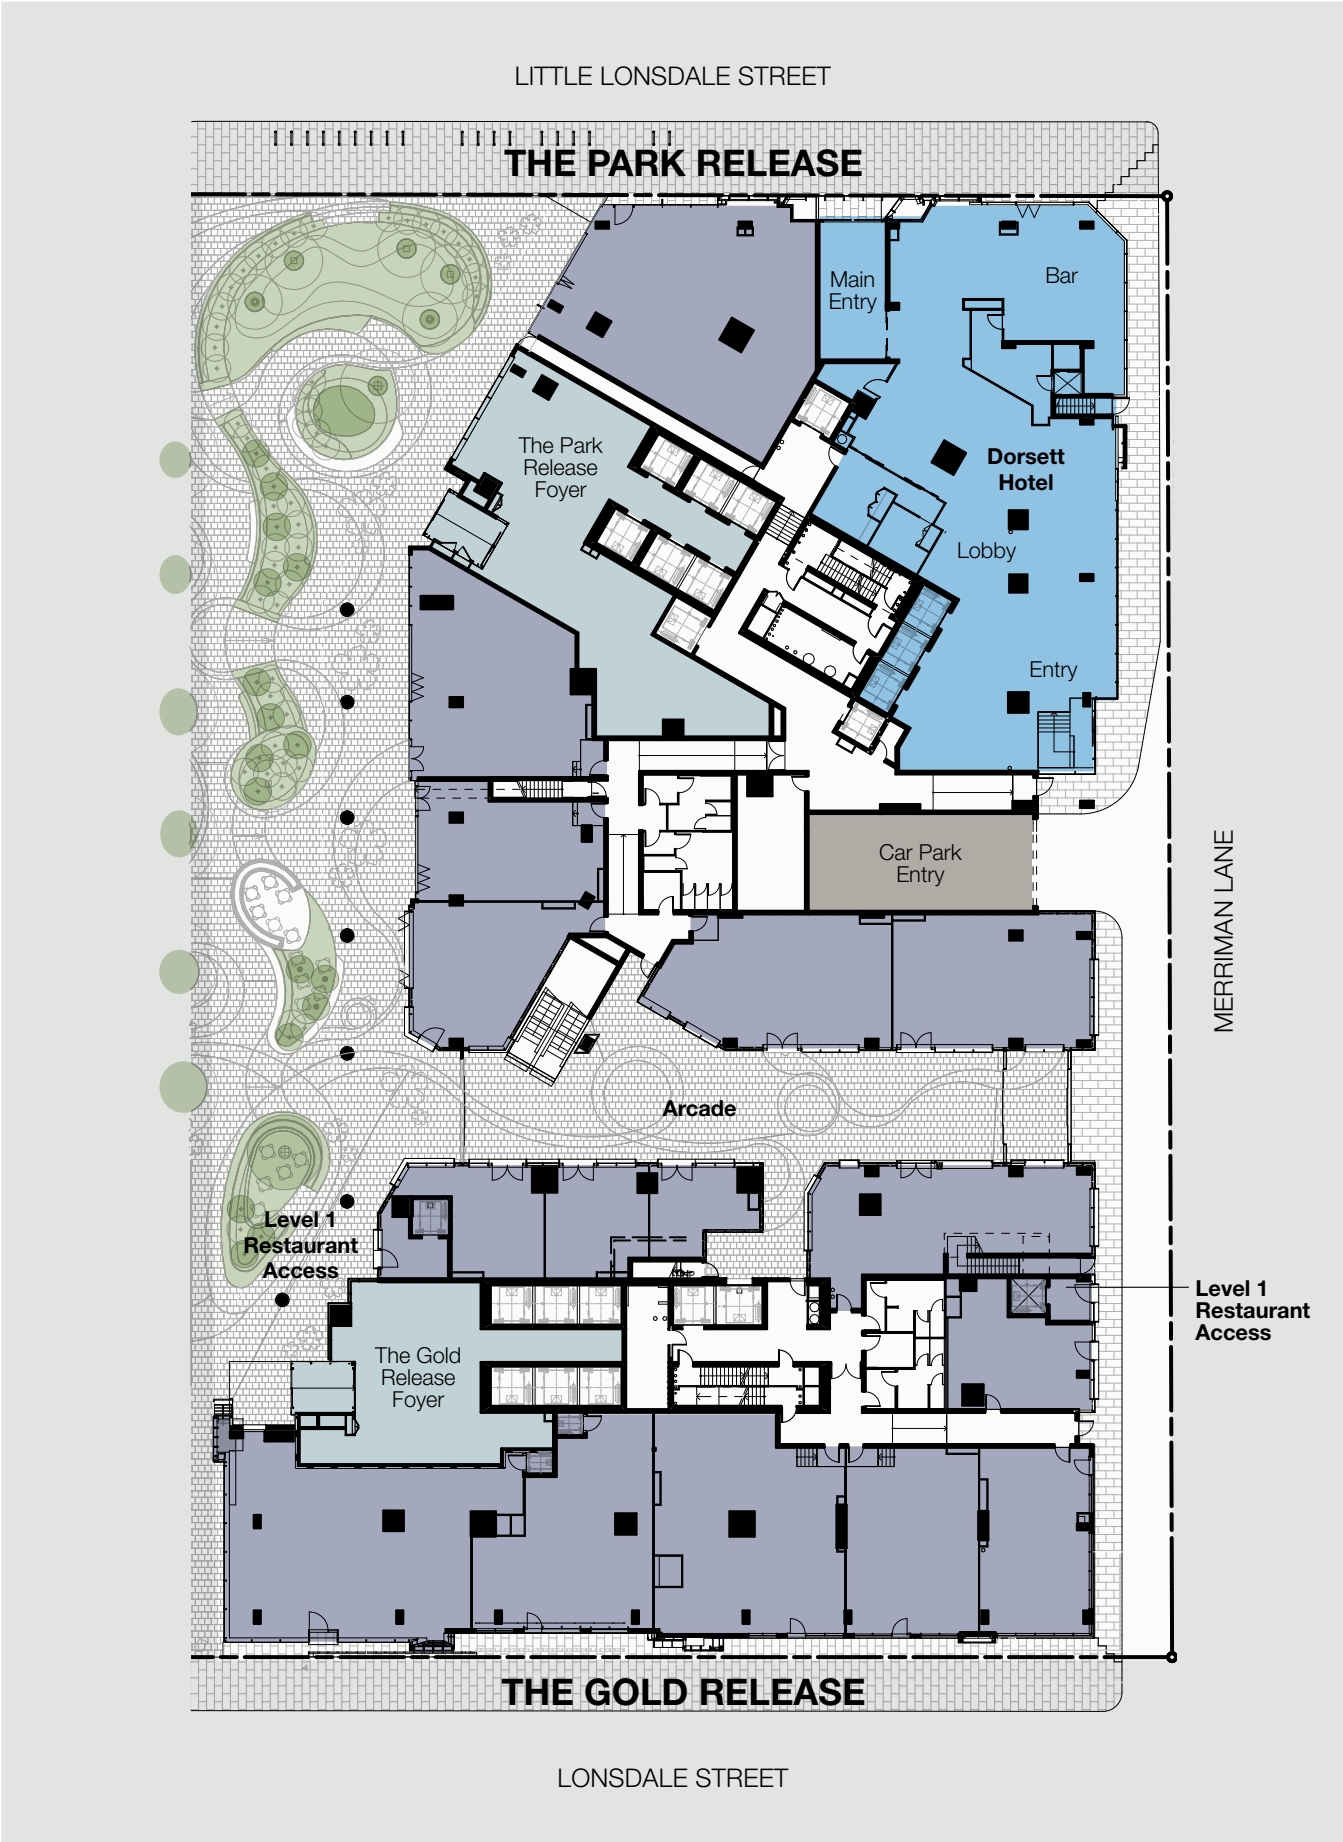 LITTLE LONSDALE STREET
THE PARK RELEASE
Main
Entry
Bar
The Park
Release
Foyer
Dorsett
Hotel
Lobby
Entry
Car Park
Entry
MERRIMAN LANE
Arcade
Level 1
Restaurant
Access
Level 1
Restaurant
Access
The Gold
Release
Foyer
THE GOLD RELEASE
LONSDALE STREET